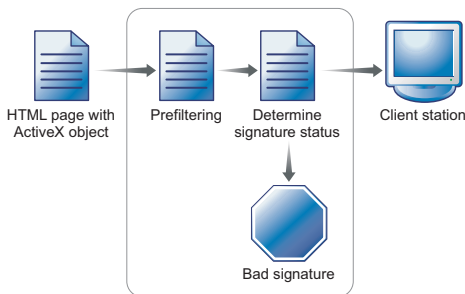 HTML page with
ActiveX object
Prefiltering
Determine
signature status
Client station
Bad signature